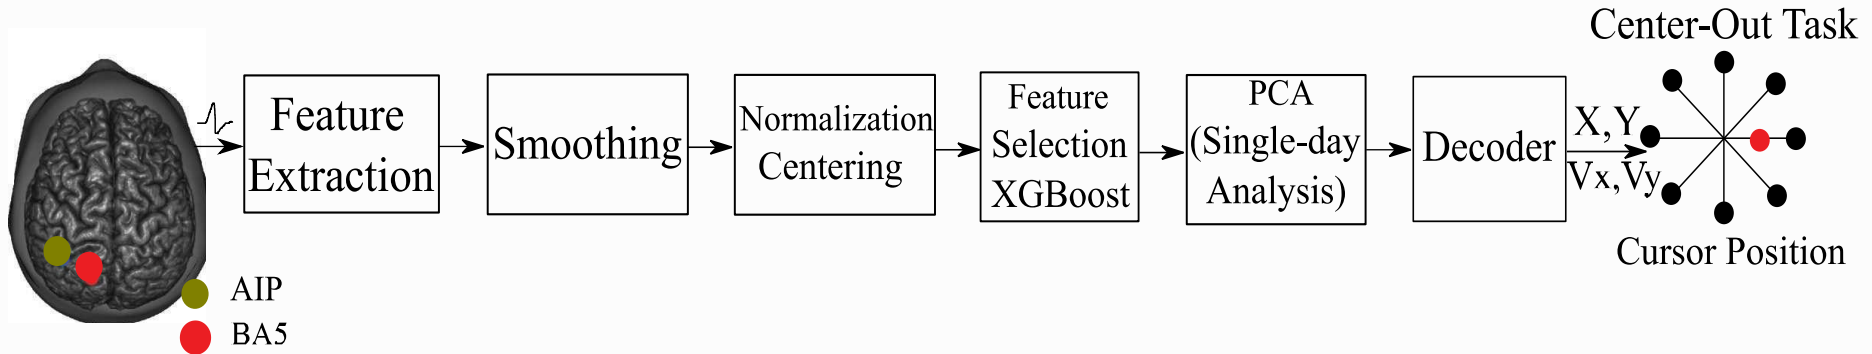 Feature
Extraction
Smoothing
Normalization
Centering
Feature
Selection
XGBoost
PCA
(Single-day
Analysis)
Decoder
X,Y
Vx,Vy
Center-Out Task
Cursor Position
AIP
BA5